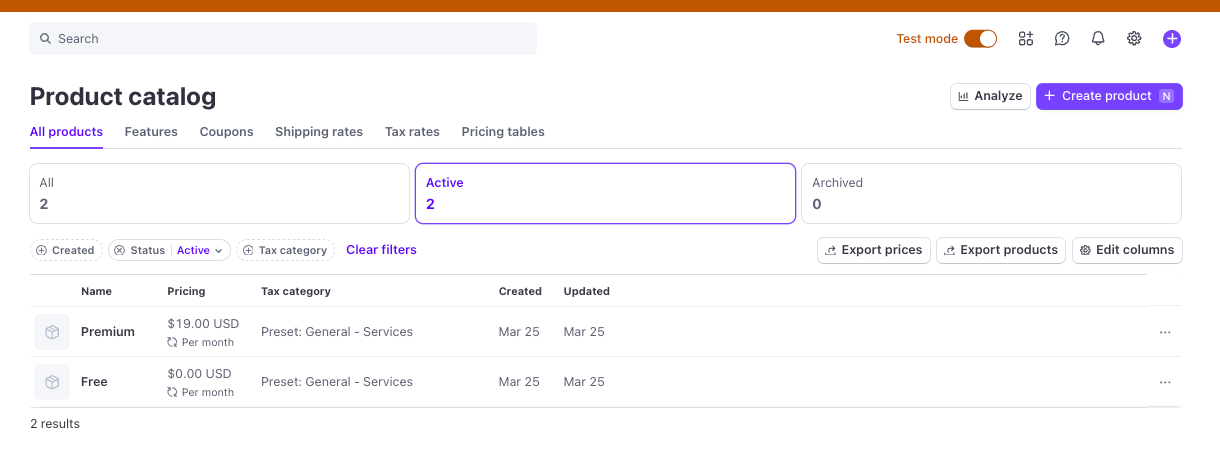 Search
Test mode
Product catalog
Analyze
Create product N
All products Features Coupons Shipping rates Tax rates Pricing tables
All
2
Active
2
Archived
0
Created Status Active Tax category Clear filters
Export prices Export products Edit columns
Name Pricing Tax category Created Updated
Premium $19.00 USD Preset: General - Services Mar 25 Mar 25 ...
Per month
Free $0.00 USD Preset: General - Services Mar 25 Mar 25 ...
Per month
2 results